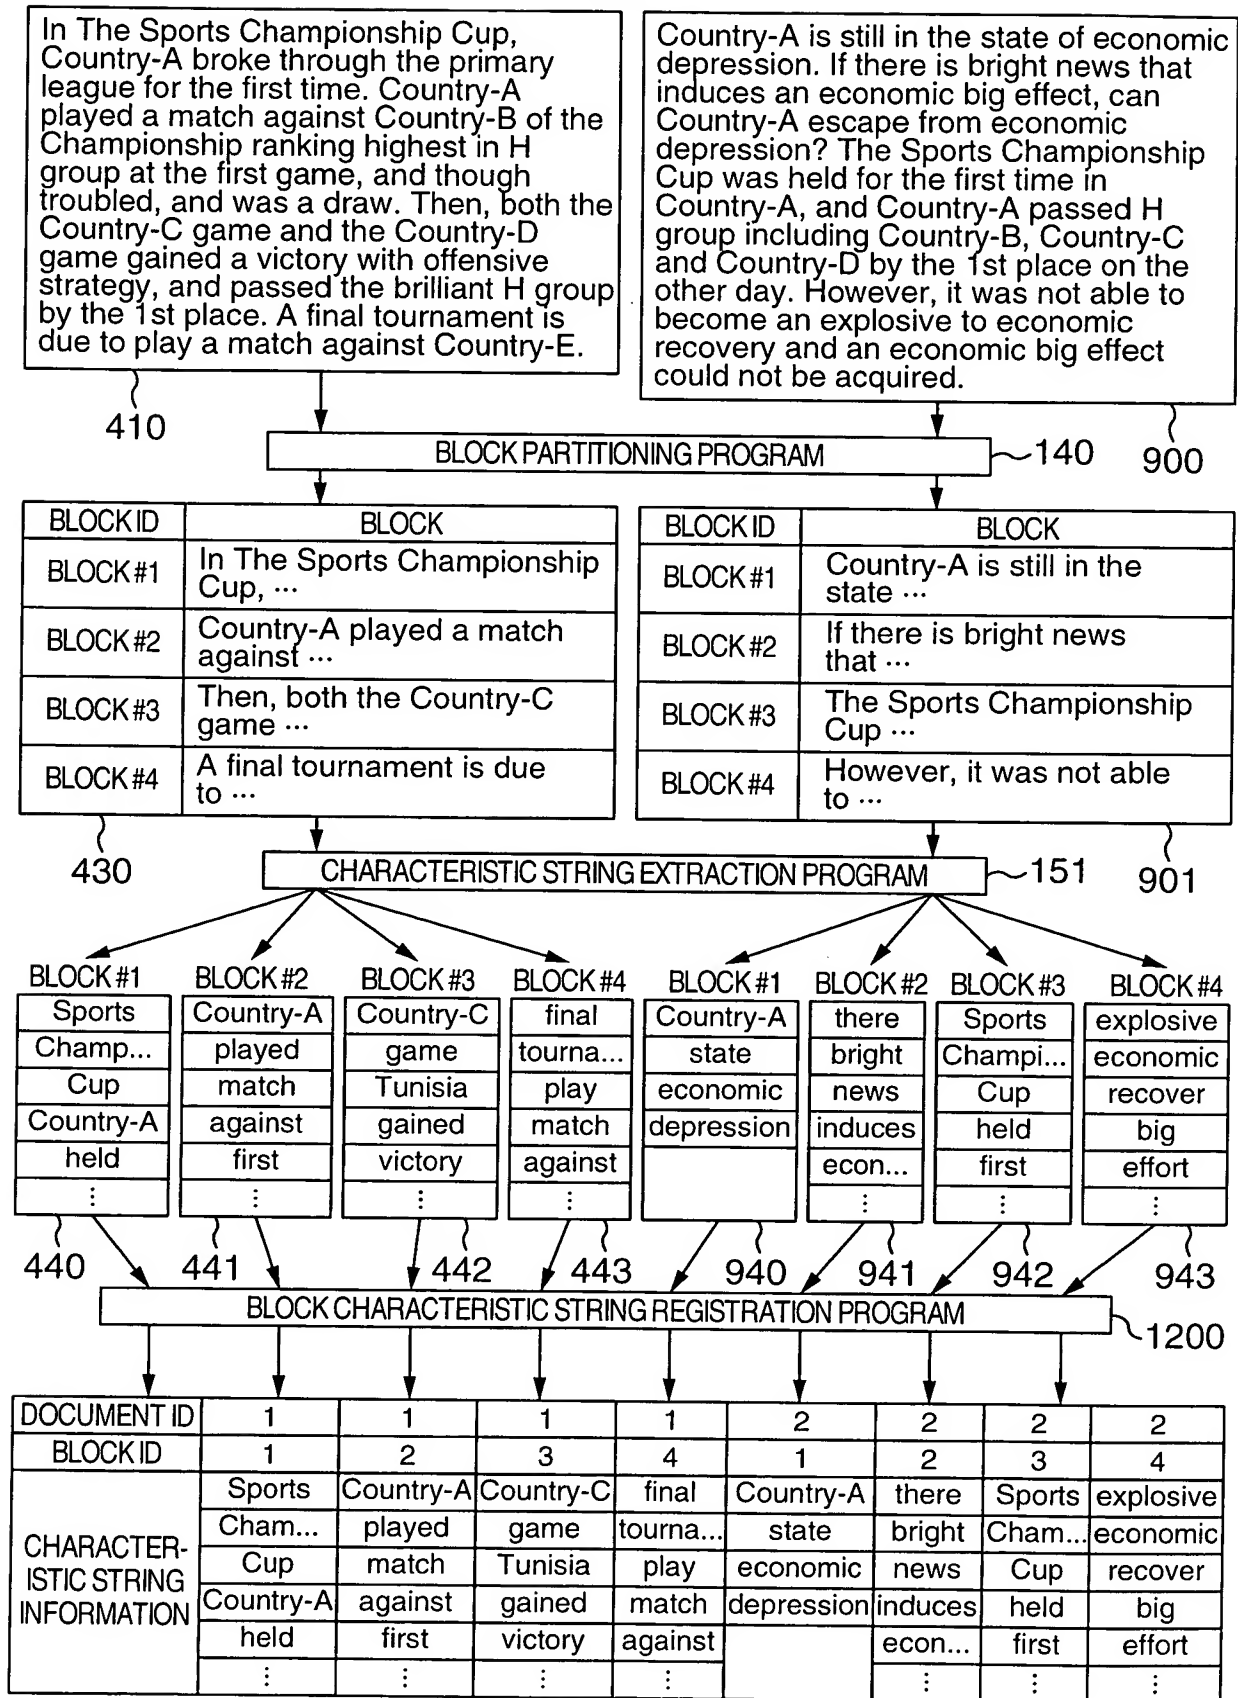 In The Sports Championship Cup,
Country-A broke through the primary
league for the first time. Country-A
played a match against Country-B of the
Championship ranking highest in H
group at the first game, and though
troubled, and was a draw. Then, both the
Country-C game and the Country-D
game gained a victory with offensive
strategy, and passed the brilliant H group
by the 1st place. A final tournament is
due to play a match against Country-E.
410
Country-A is still in the state of economic
depression. If there is bright news that
induces an economic big effect, can
Country-A escape from economic
depression? The Sports Championship
Cup was held for the first time in
Country-A, and Country-A passed H
group including Country-B, Country-C
and Country-D by the 1st place on the
other day. However, it was not able to
become an explosive to economic
recovery and an economic big effect
could not be acquired.
900
BLOCK PARTITIONING PROGRAM
140
BLOCK ID BLOCK
BLOCK #1 In The Sports Championship
Cup, ...
BLOCK #2 Country-A played a match
against ...
BLOCK #3 Then, both the Country-C
game ...
BLOCK #4 A final tournament is due
to ...
430
BLOCK ID BLOCK
BLOCK #1 Country-A is still in the
state ...
BLOCK #2 If there is bright news
that ...
BLOCK #3 The Sports Championship
Cup ...
BLOCK #4 However, it was not able
to ...
901
CHARACTERISTIC STRING EXTRACTION PROGRAM
151
BLOCK #1 BLOCK #2 BLOCK #3 BLOCK #4 BLOCK #1 BLOCK #2 BLOCK #3 BLOCK #4
Sports Country-A Country-C final Country-A there Sports explosive
Champ... played game tourna... state bright Champi... economic
Cup match Tunisia play economic news Cup recover
Country-A against gained match depression induces held big
held first victory against econ... first effort
⋮ ⋮ ⋮ ⋮ ⋮ ⋮ ⋮
440 441 442 443 940 941 942 943
BLOCK CHARACTERISTIC STRING REGISTRATION PROGRAM
1200
DOCUMENT ID 1 1 1 1 2 2 2 2
BLOCK ID 1 2 3 4 1 2 3 4
CHARACTER-
ISTIC STRING
INFORMATION
Sports Country-A Country-C final Country-A there Sports explosive
Cham... played game tourna... state bright Cham... economic
Cup match Tunisia play economic news Cup recover
Country-A against gained match depression induces held big
held first victory against econ... first effort
⋮ ⋮ ⋮ ⋮ ⋮ ⋮ ⋮